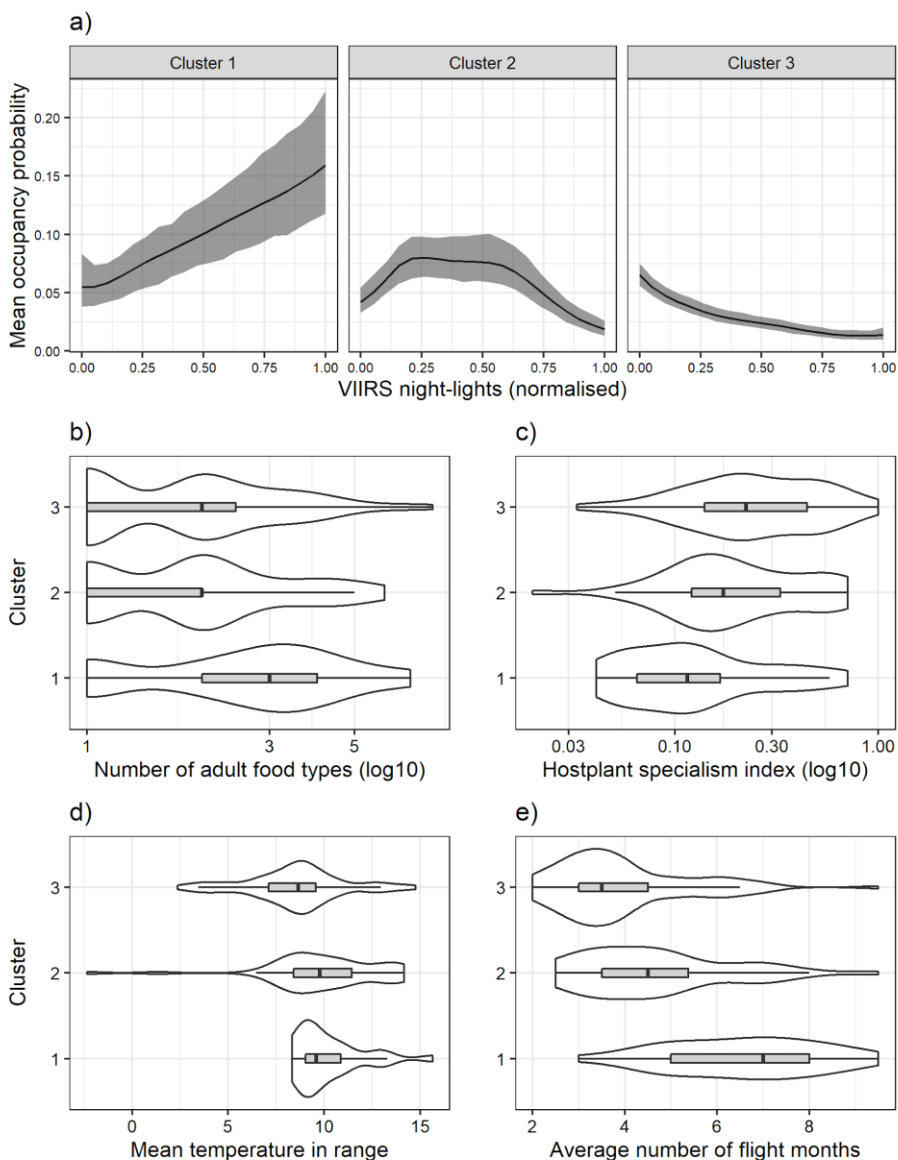 a)
Cluster 1 Cluster 2 Cluster 3
Mean occupancy probability
0.20
0.15
0.10
0.05
0.00
0.00 0.25 0.50 0.75 1.00 0.00 0.25 0.50 0.75 1.00 0.00 0.25 0.50 0.75 1.00
VIIRS night-lights (normalised)
b)
Cluster
3
2
1
1 3 5
Number of adult food types (log10)
c)
3
2
1
0.03 0.10 0.30 1.00
Hostplant specialism index (log10)
d)
Cluster
3
2
1
0 5 10 15
Mean temperature in range
e)
3
2
1
2 4 6 8
Average number of flight months